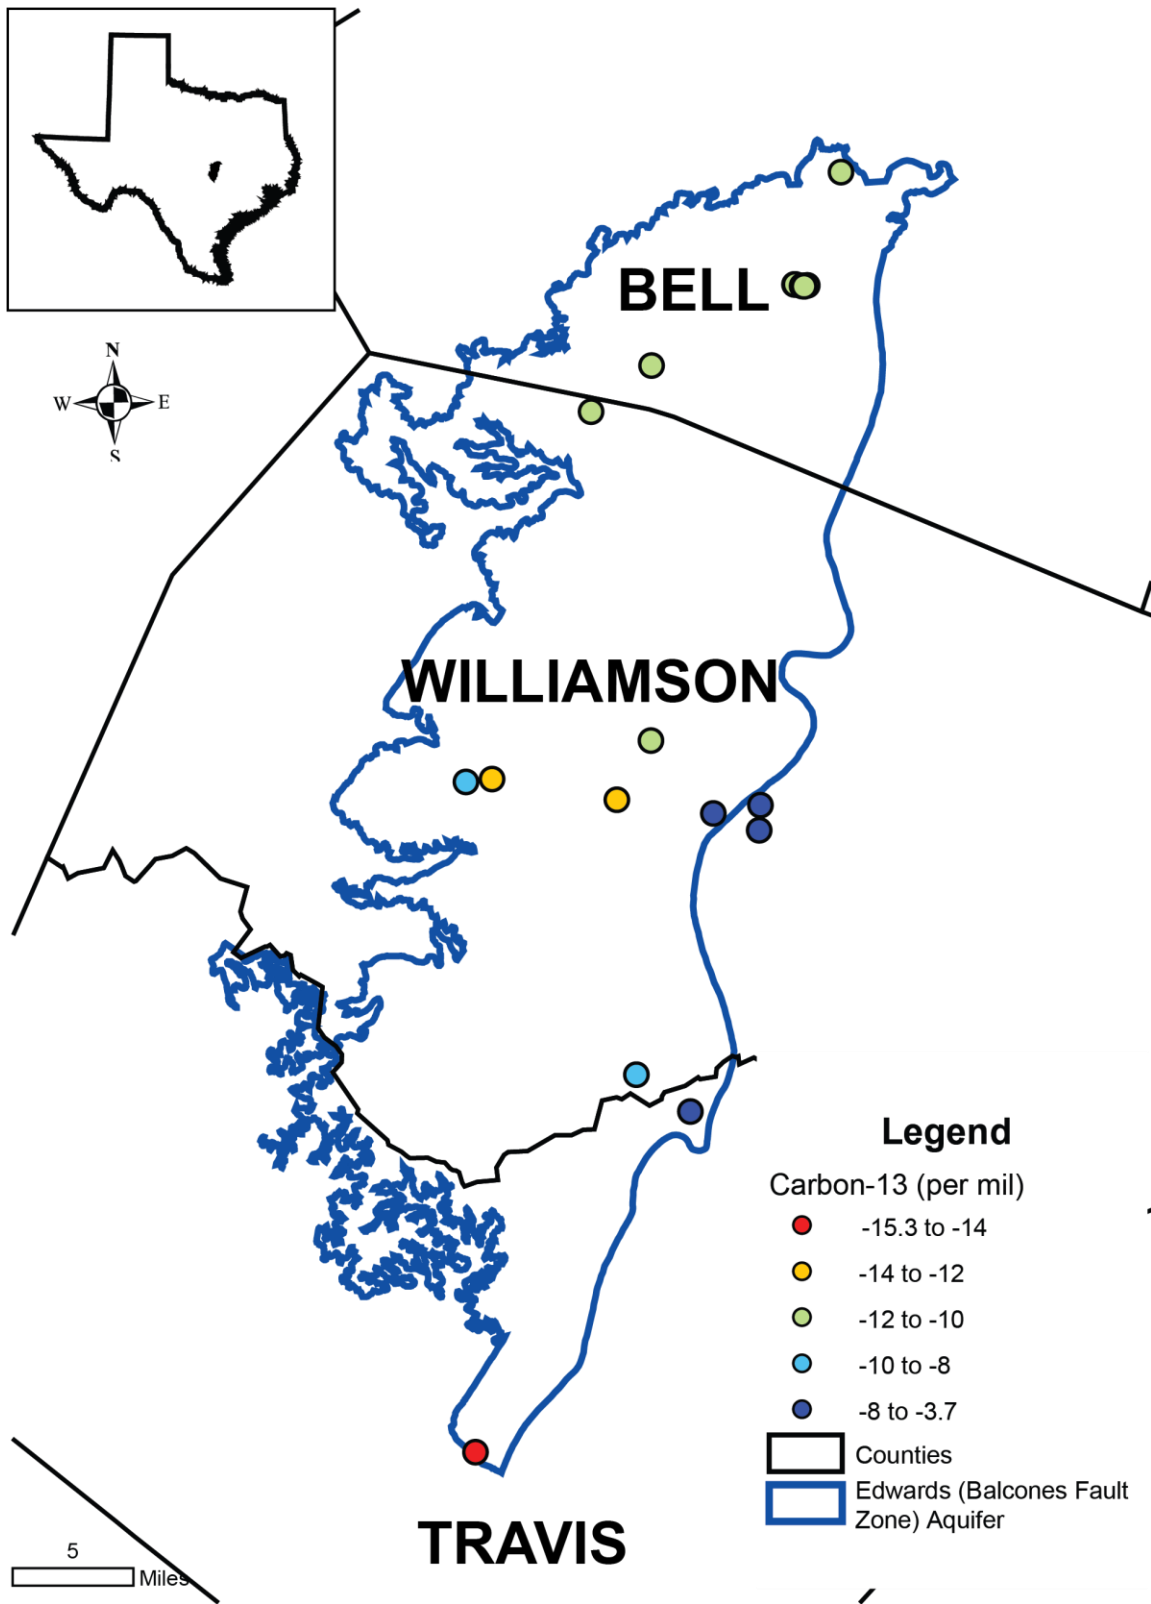 BELL
N
W
E
S
WILLIAMSON
Legend
Carbon-13 (per mil)
-15.3 to -14
-14 to -12
-12 to -10
-10 to -8
-8 to -3.7
Counties
Edwards (Balcones Fault
Zone) Aquifer
TRAVIS
5
Miles